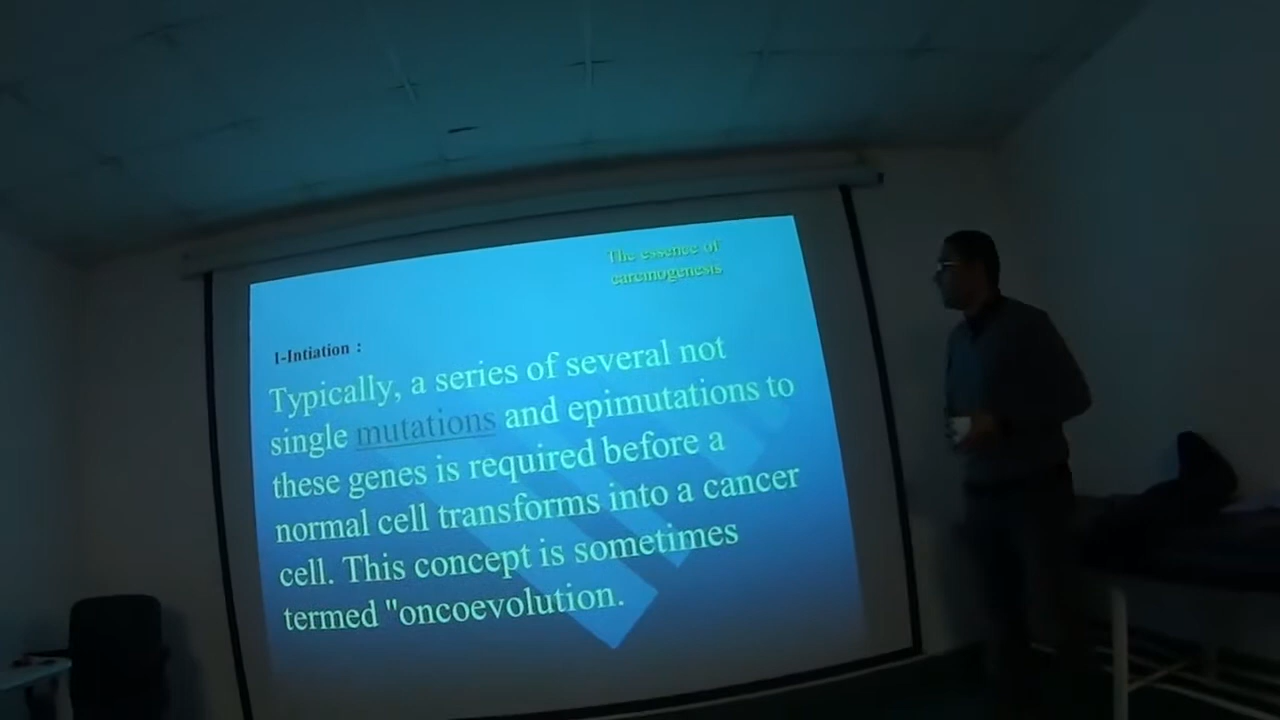 The essence of
carcinogenesis
1-Intiation :
Typically, a series of several not
single mutations and epimutations to
these genes is required before a
normal cell transforms into a cancer
cell. This concept is sometimes
termed "oncoevolution.